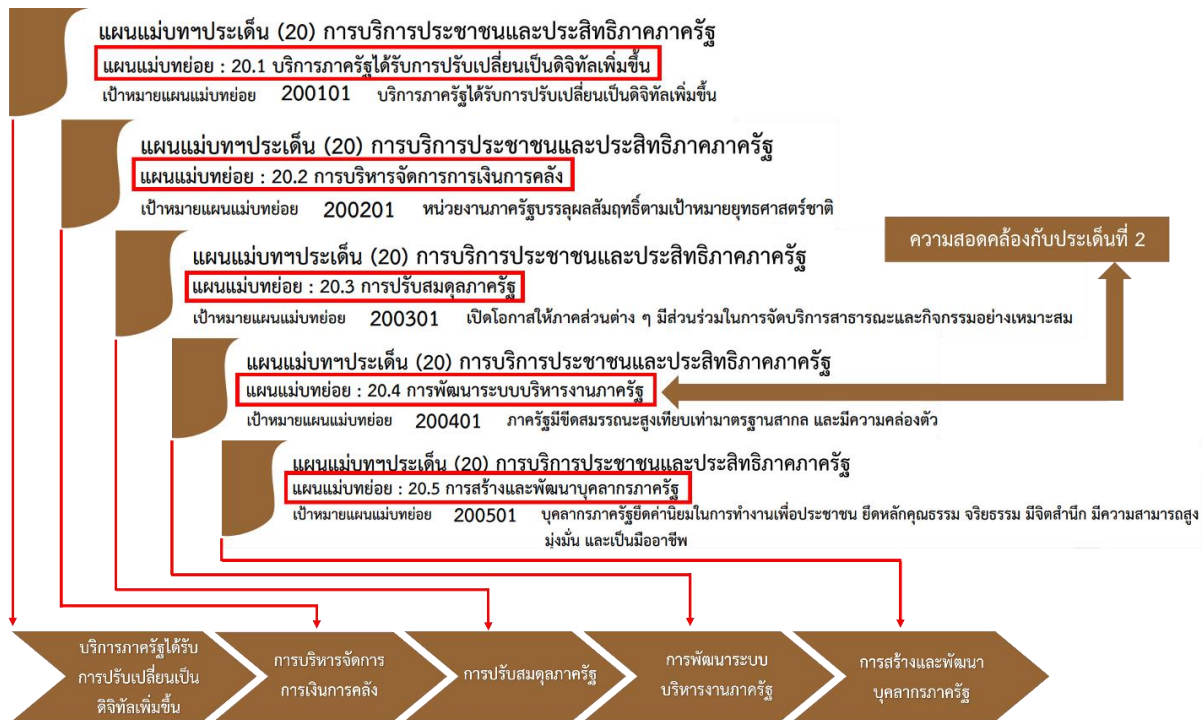 แผนแม่บทฯประเด็น (20) การบริการประชาชนและประสิทธิภาคภาครัฐ
แผนแม่บทย่อย : 20.1 บริการภาครัฐได้รับการปรับเปลี่ยนเป็นดิจิทัลเพิ่มขึ้น
เป้าหมายแผนแม่บทย่อย 200101 บริการภาครัฐได้รับการปรับเปลี่ยนเป็นดิจิทัลเพิ่มขึ้น
แผนแม่บทฯประเด็น (20) การบริการประชาชนและประสิทธิภาคภาครัฐ
แผนแม่บทย่อย : 20.2 การบริหารจัดการการเงินการคลัง
เป้าหมายแผนแม่บทย่อย 200201 หน่วยงานภาครัฐบรรลุผลสัมฤทธิ์ตามเป้าหมายยุทธศาสตร์ชาติ
ความสอดคล้องกับประเด็นที่ 2
แผนแม่บทฯประเด็น (20) การบริการประชาชนและประสิทธิภาคภาครัฐ
แผนแม่บทย่อย : 20.3 การปรับสมดุลภาครัฐ
เป้าหมายแผนแม่บทย่อย 200301 เปิดโอกาสให้ภาคส่วนต่าง ๆ มีส่วนร่วมในการจัดบริการสาธารณะและกิจกรรมอย่างเหมาะสม
แผนแม่บทฯประเด็น (20) การบริการประชาชนและประสิทธิภาคภาครัฐ
แผนแม่บทย่อย : 20.4 การพัฒนาระบบบริหารงานภาครัฐ
เป้าหมายแผนแม่บทย่อย 200401 ภาครัฐมีขีดสมรรถนะสูงเทียบเท่ามาตรฐานสากล และมีความคล่องตัว
แผนแม่บทฯประเด็น (20) การบริการประชาชนและประสิทธิภาคภาครัฐ
แผนแม่บทย่อย : 20.5 การสร้างและพัฒนาบุคลากรภาครัฐ
เป้าหมายแผนแม่บทย่อย 200501 บุคลากรภาครัฐยึดค่านิยมในการทำงานเพื่อประชาชน ยึดหลักคุณธรรม จริยธรรม มีจิตสำนึก มีความสามารถสูง
มุ่งมั่น และเป็นมืออาชีพ
บริการภาครัฐได้รับ
การปรับเปลี่ยนเป็น
ดิจิทัลเพิ่มขึ้น
การบริหารจัดการ
การเงินการคลัง
การปรับสมดุลภาครัฐ
การพัฒนาระบบ
บริหารงานภาครัฐ
การสร้างและพัฒนา
บุคลากรภาครัฐ